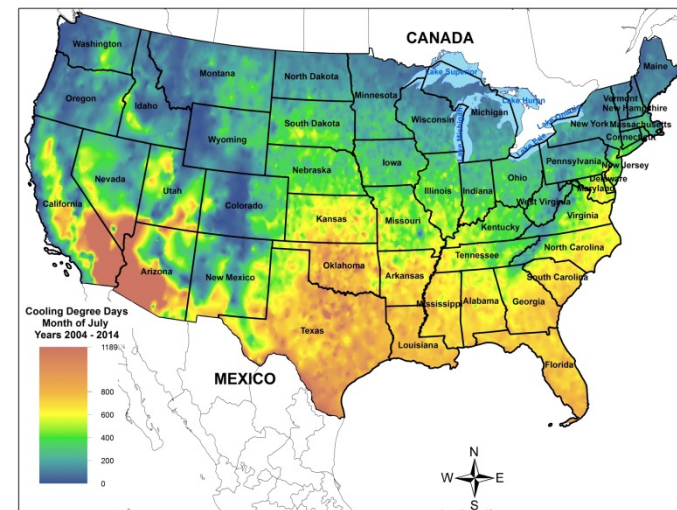 CANADA
Washington
Montana
North Dakota
Minnesota
Lake Superior
Maine
Oregon
Idaho
Wyoming
South Dakota
Wisconsin
Michigan
Lake Huron
Lake Ontario
Vermont
New Hampshire
New York
Massachusetts
Connecticut
Nebraska
Iowa
Illinois
Indiana
Ohio
Pennsylvania
New Jersey
Delaware
Maryland
Nevada
Utah
Colorado
California
Kansas
Missouri
Kentucky
West Virginia
Virginia
Arizona
New Mexico
Oklahoma
Arkansas
Tennessee
North Carolina
South Carolina
Mississippi
Alabama
Georgia
Texas
Louisiana
Florida
MEXICO
Cooling Degree Days
Month of July
Years 2004 - 2014
1189
800
600
400
200
0
N
W
E
S